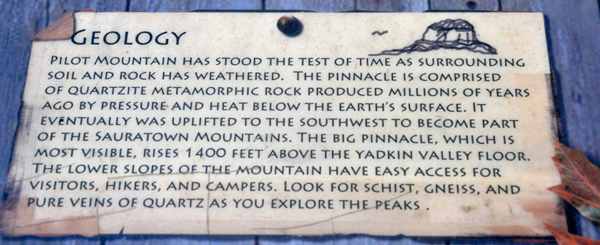 GEOLOGY
PILOT MOUNTAIN HAS STOOD THE TEST OF TIME AS SURROUNDING
SOIL AND ROCK HAS WEATHERED. THE PINNACLE IS COMPRISED
OF QUARTZITE METAMORPHIC ROCK PRODUCED MILLIONS OF YEARS
AGO BY PRESSURE AND HEAT BELOW THE EARTH'S SURFACE. IT
EVENTUALLY WAS UPLIFTED TO THE SOUTHWEST TO BECOME PART
OF THE SAURATOWN MOUNTAINS. THE BIG PINNACLE, WHICH IS
MOST VISIBLE, RISES 1400 FEET ABOVE THE YADKIN VALLEY FLOOR.
THE LOWER SLOPES OF THE MOUNTAIN HAVE EASY ACCESS FOR
VISITORS, HIKERS, AND CAMPERS. LOOK FOR SCHIST, GNEISS, AND
PURE VEINS OF QUARTZ AS YOU EXPLORE THE PEAKS .